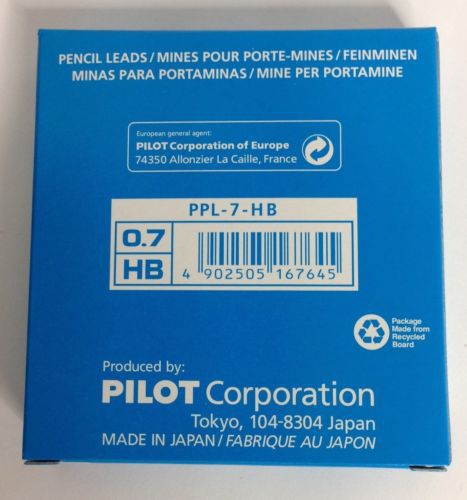 PENCIL LEADS / MINES POUR PORTE-MINES / FEINMINEN
MINAS PARA PORTAMINAS / MINE PER PORTAMINE
European general agent:
PILOT Corporation of Europe
74350 Allonzier La Caille, France
PPL-7-HB
0.7
HB
4 902505 167645
Package
Made from
Recycled
Board
Produced by:
PILOT Corporation
Tokyo, 104-8304 Japan
MADE IN JAPAN / FABRIQUE AU JAPON